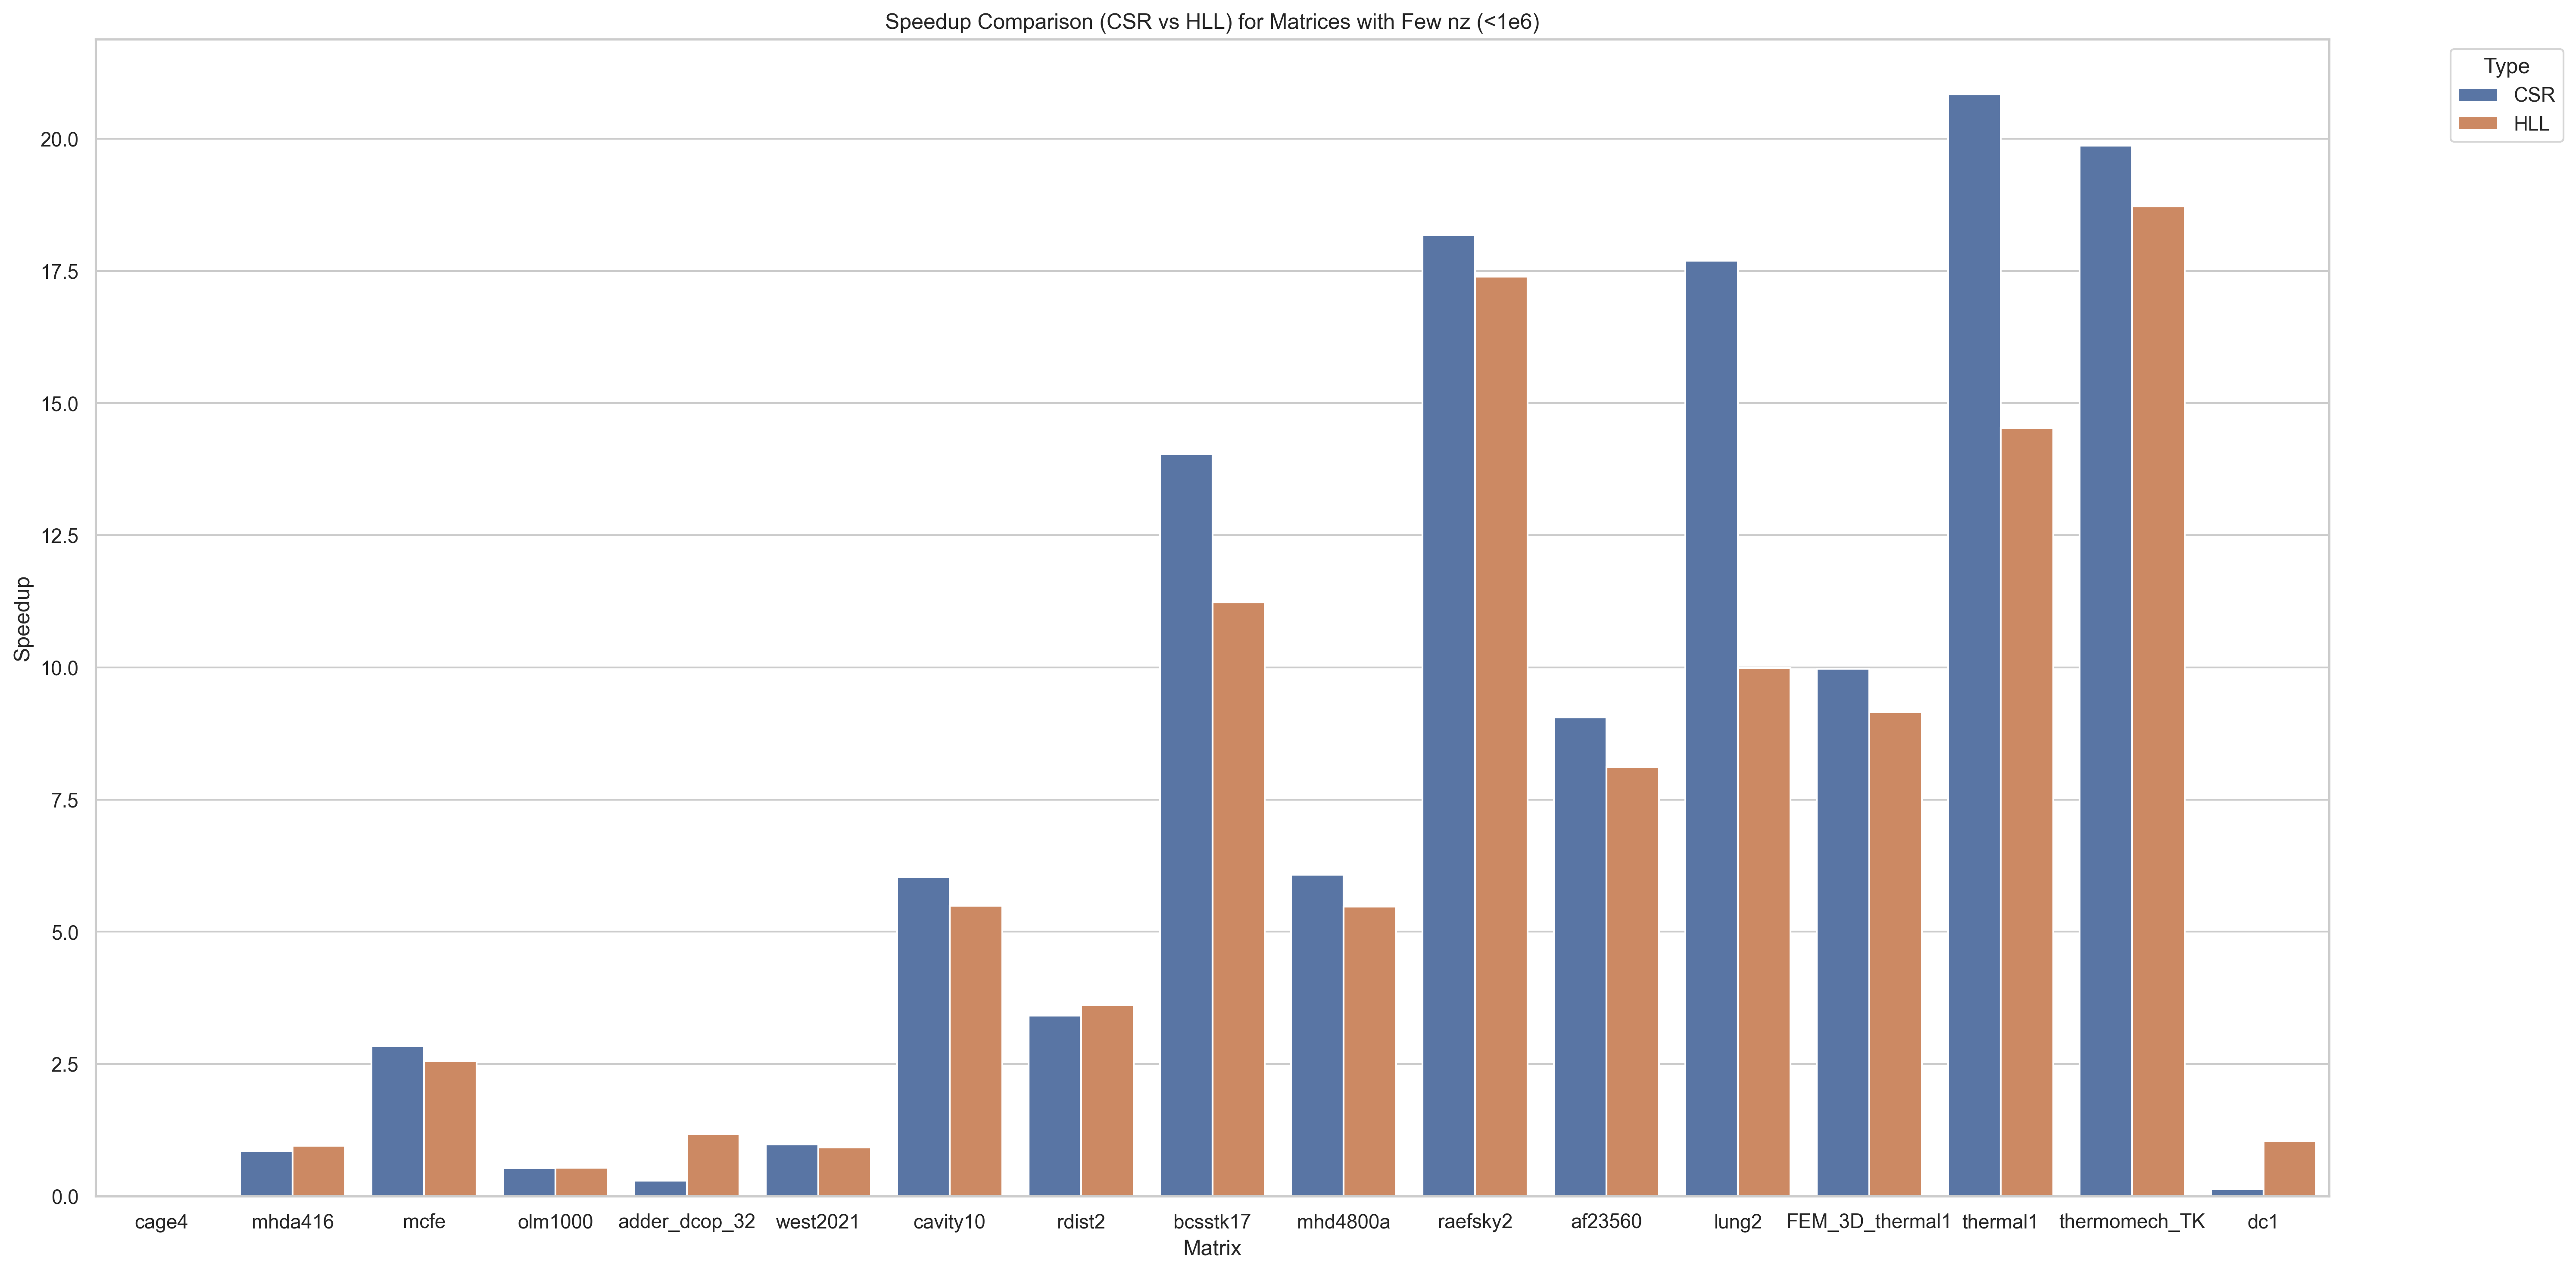 Speedup Comparison (CSR vs HLL) for Matrices with Few nz (<1e6)
Type
CSR
HLL
Speedup
20.0
17.5
15.0
12.5
10.0
7.5
5.0
2.5
0.0
cage4 mhda416 mcfe olm1000 adder_dcop_32 west2021 cavity10 rdist2 bcsstk17 mhd4800a raefsky2 af23560 lung2 FEM_3D_thermal1 thermal1 thermomech_TK dc1
Matrix